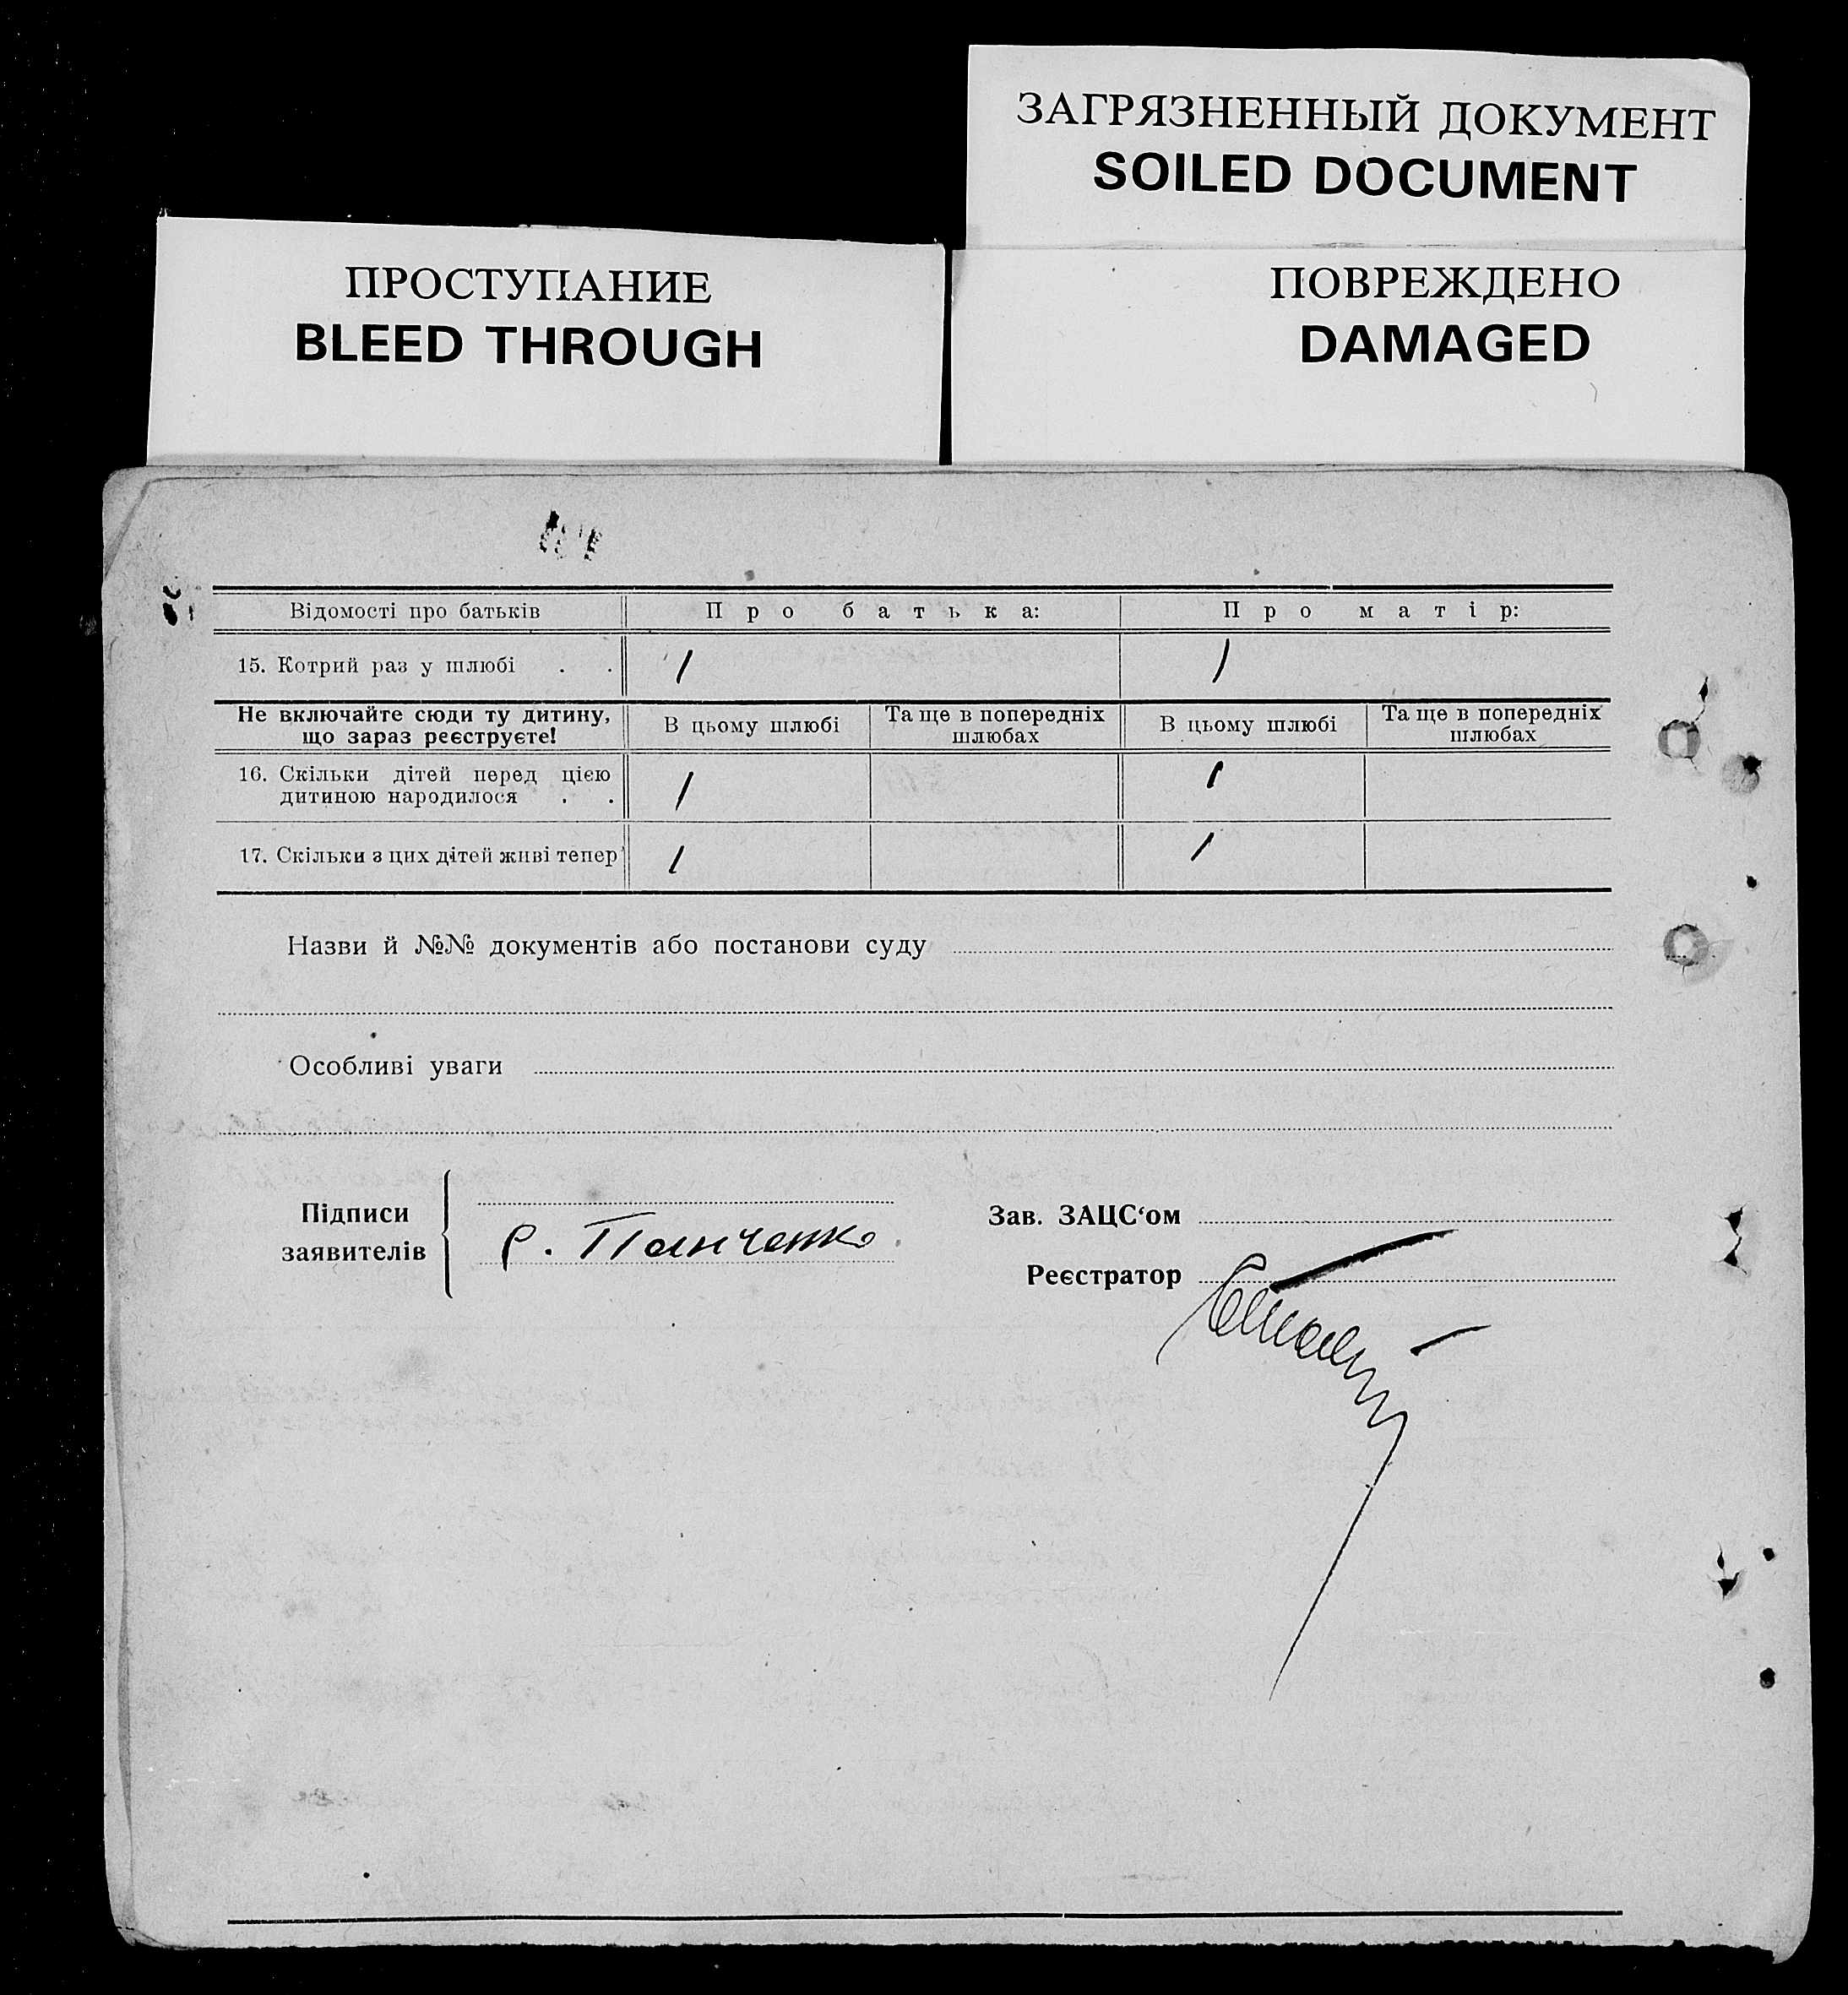 ЗАГРЯЗНЕННЫЙ ДОКУМЕНТ
SOILED DOCUMENT
ПРОСТУПАНИЕ
BLEED THROUGH
ПОВРЕЖДЕНО
DAMAGED
Відомості про батьків Про батька: Про матір:
15. Котрий раз у шлюбі . . 1 1
Не включайте сюди ту дитину, що зараз реєструєте! В цьому шлюбі Та ще в попередніх шлюбах В цьому шлюбі Та ще в попередніх шлюбах
16. Скільки дітей перед цією
дитиною народилося . . 1 1
17. Скільки з цих дітей живі тепер 1 1
Назви й №№ документів або постанови суду
Особливі уваги
Підписи
заявителів
Р. Панченко
Зав. ЗАЦС‘ом
Реєстратор